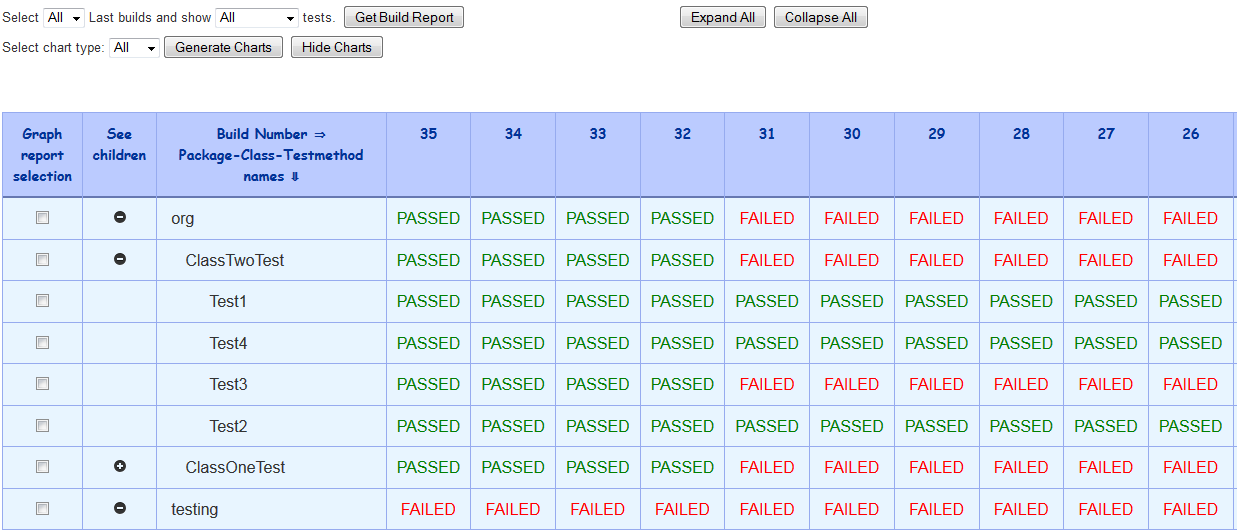 Select All Last builds and show All tests. Get Build Report Expand All Collapse All
Select chart type: All Generate Charts Hide Charts
Graph See Build Number ⇒ 35 34 33 32 31 30 29 28 27 26
report children Package-Class-Testmethod
selection names ⇓
org PASSED PASSED PASSED PASSED FAILED FAILED FAILED FAILED FAILED FAILED
ClassTwoTest PASSED PASSED PASSED PASSED FAILED FAILED FAILED FAILED FAILED FAILED
Test1 PASSED PASSED PASSED PASSED PASSED PASSED PASSED PASSED PASSED PASSED
Test4 PASSED PASSED PASSED PASSED PASSED PASSED PASSED PASSED PASSED PASSED
Test3 PASSED PASSED PASSED PASSED FAILED FAILED FAILED FAILED FAILED FAILED
Test2 PASSED PASSED PASSED PASSED PASSED PASSED PASSED PASSED PASSED PASSED
ClassOneTest PASSED PASSED PASSED PASSED FAILED FAILED FAILED FAILED FAILED FAILED
testing FAILED FAILED FAILED FAILED FAILED FAILED FAILED FAILED FAILED FAILED